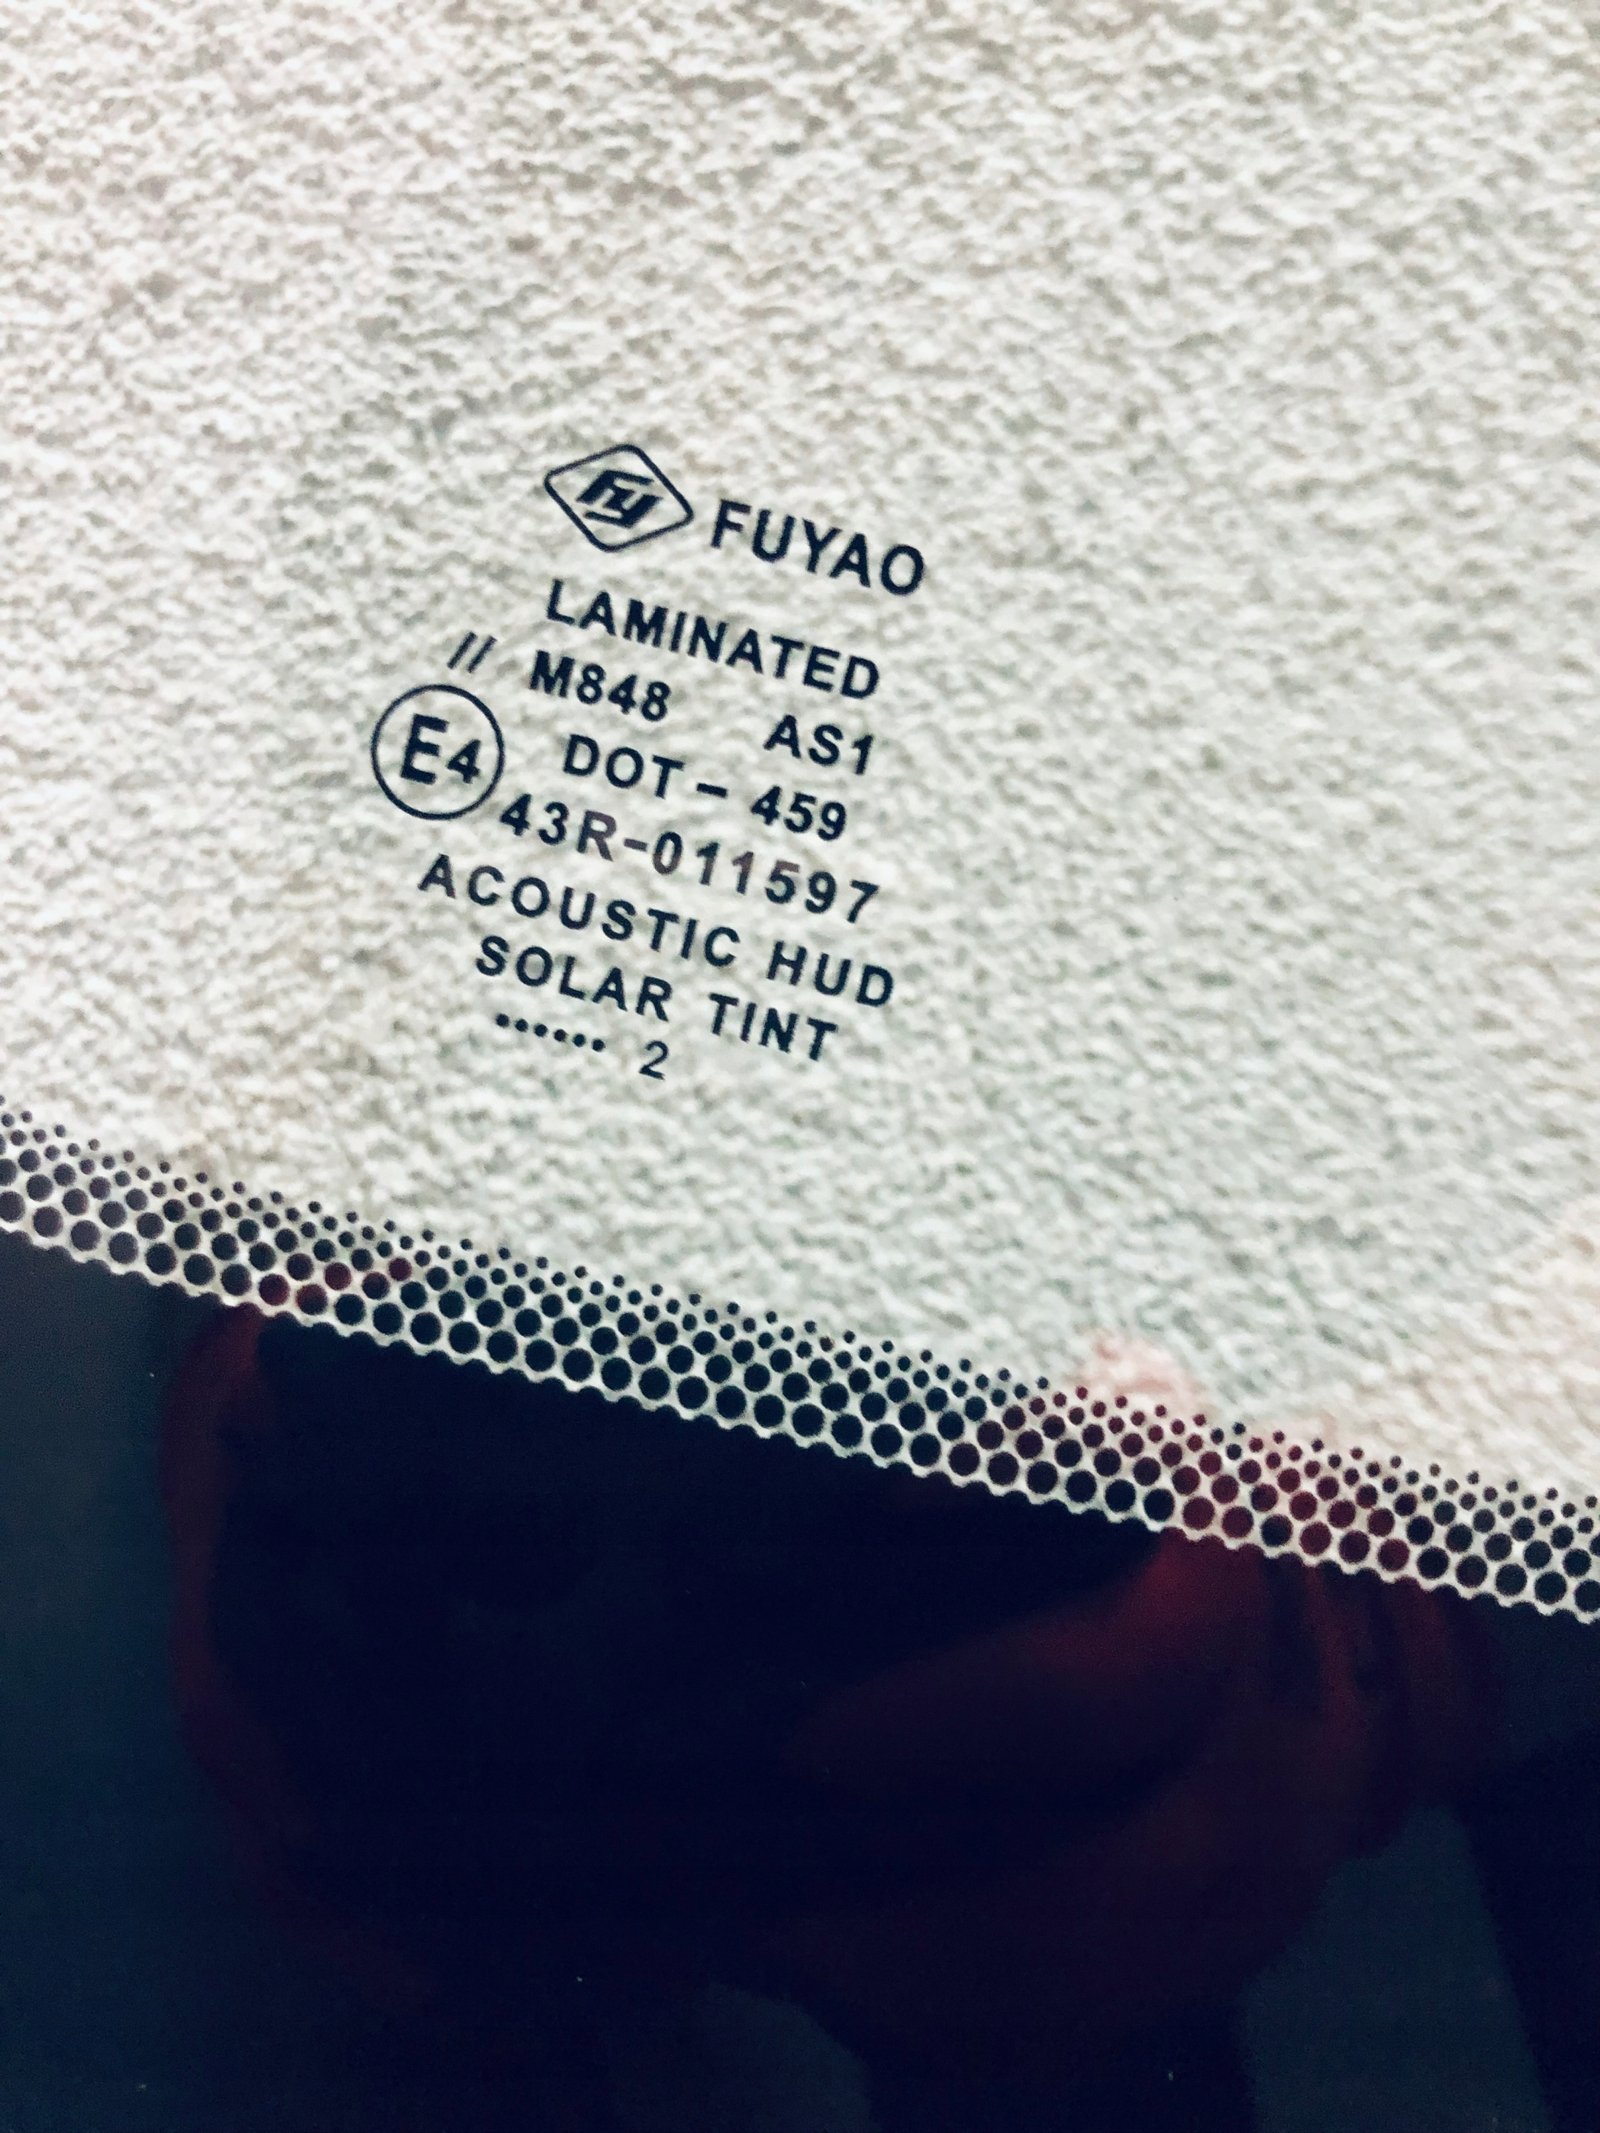 fy FUYAO
LAMINATED
// M848 AS1
E4 DOT - 459
43R-011597
ACOUSTIC HUD
SOLAR TINT
...... 2